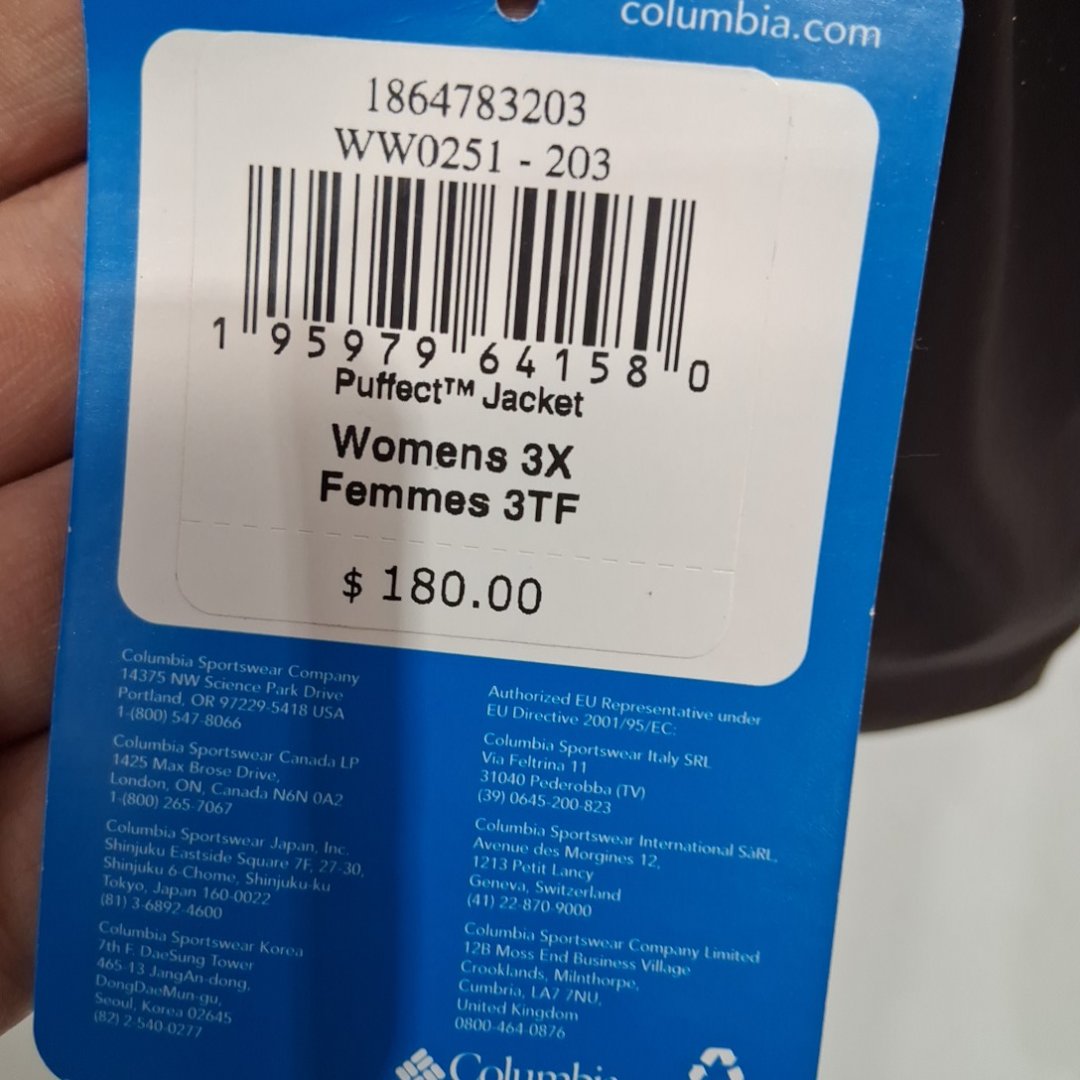 columbia.com
1864783203
WW0251 - 203
1 95979 64158 0
Puffect™ Jacket
Womens 3X
Femmes 3TF
$ 180.00
Columbia Sportswear Company
14375 NW Science Park Drive
Portland, OR 97229-5418 USA
1-(800) 547-8066
Columbia Sportswear Canada LP
1425 Max Brose Drive,
London, ON, Canada N6N 0A2
1-(800) 265-7067
Columbia Sportswear Japan, Inc.
Shinjuku Eastside Square 7F, 27-30,
Shinjuku 6-Chome, Shinjuku-ku
Tokyo, Japan 160-0022
(81) 3-6892-4600
Columbia Sportswear Korea
7th F. DaeSung Tower
465-13 JangAn-dong,
DongDaeMun-gu,
Seoul, Korea 02645
(82) 2-540-0277
Authorized EU Representative under
EU Directive 2001/95/EC:
Columbia Sportswear Italy SRL
Via Feltrina 11
31040 Pederobba (TV)
(39) 0645-200-823
Columbia Sportswear International SàRL
Avenue des Morgines 12,
1213 Petit Lancy
Geneva, Switzerland
(41) 22-870-9000
Columbia Sportswear Company Limited
12B Moss End Business Village
Crooklands, Milnthorpe,
Cumbria, LA7 7NU,
United Kingdom
0800-464-0876
Columbia